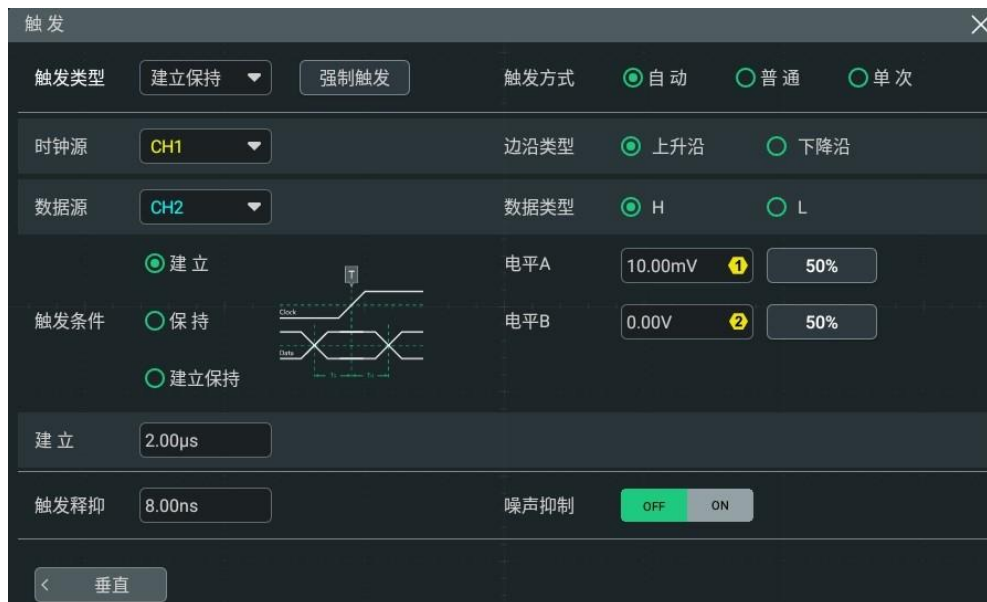 触 发
触发类型 建立保持 强制触发 触发方式 自 动 普 通 单 次
时钟源 CH1 边沿类型 上升沿 下降沿
数据源 CH2 数据类型 H L
建 立 电平A 10.00mV 1 50%
T
Clock
触发条件 保 持 电平B 0.00V 2 50%
Data
建立保持
建 立 2.00μs
触发释抑 8.00ns 噪声抑制 OFF ON
< 垂直